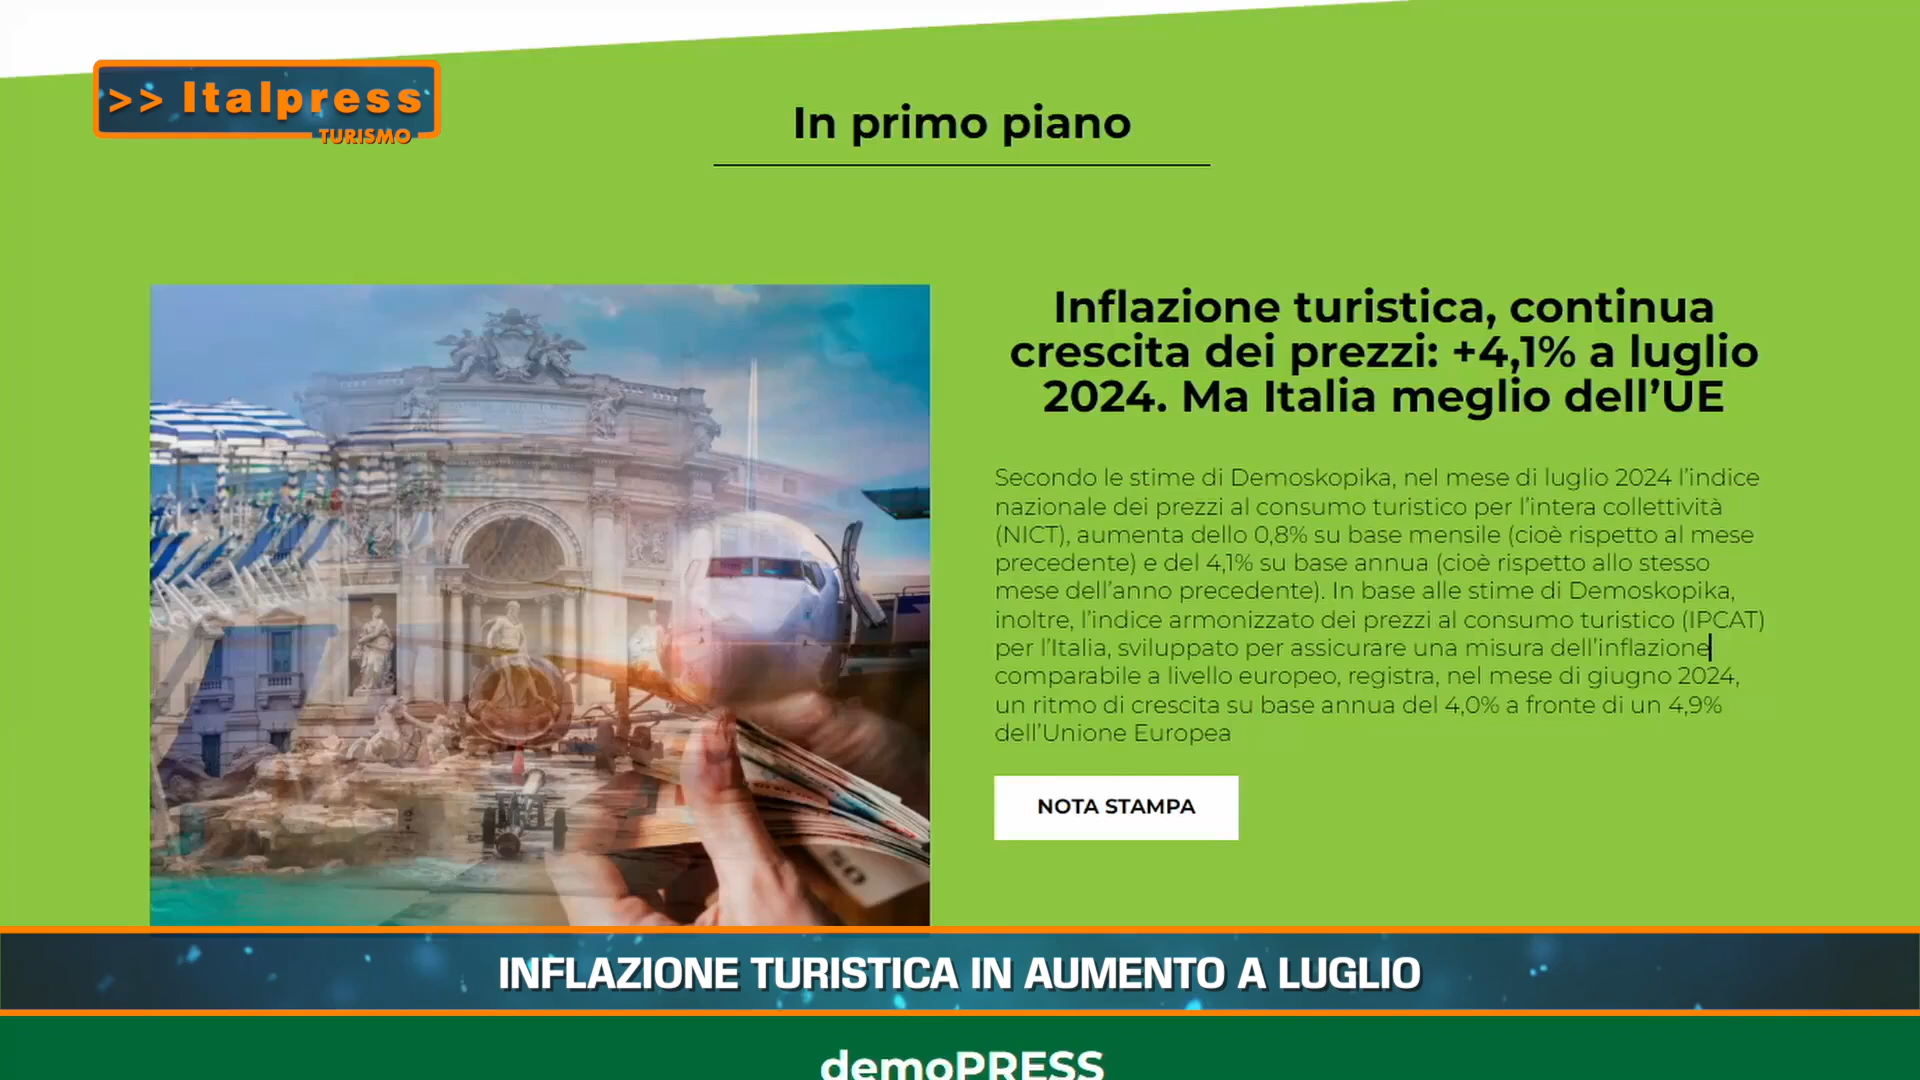 >> Italpress
TURISMO
In primo piano
Inflazione turistica, continua
crescita dei prezzi: +4,1% a luglio
2024. Ma Italia meglio dell'UE
Secondo le stime di Demoskopika, nel mese di luglio 2024 l'indice
nazionale dei prezzi al consumo turistico per l'intera collettività
(NICT), aumenta dello 0,8% su base mensile (cioè rispetto al mese
precedente) e del 4,1% su base annua (cioè rispetto allo stesso
mese dell'anno precedente). In base alle stime di Demoskopika,
inoltre, l'indice armonizzato dei prezzi al consumo turistico (IPCAT)
per l'Italia, sviluppato per assicurare una misura dell'inflazione
comparabile a livello europeo, registra, nel mese di giugno 2024,
un ritmo di crescita su base annua del 4,0% a fronte di un 4,9%
dell'Unione Europea
NOTA STAMPA
50
INFLAZIONE TURISTICA IN AUMENTO A LUGLIO
demoPRESS